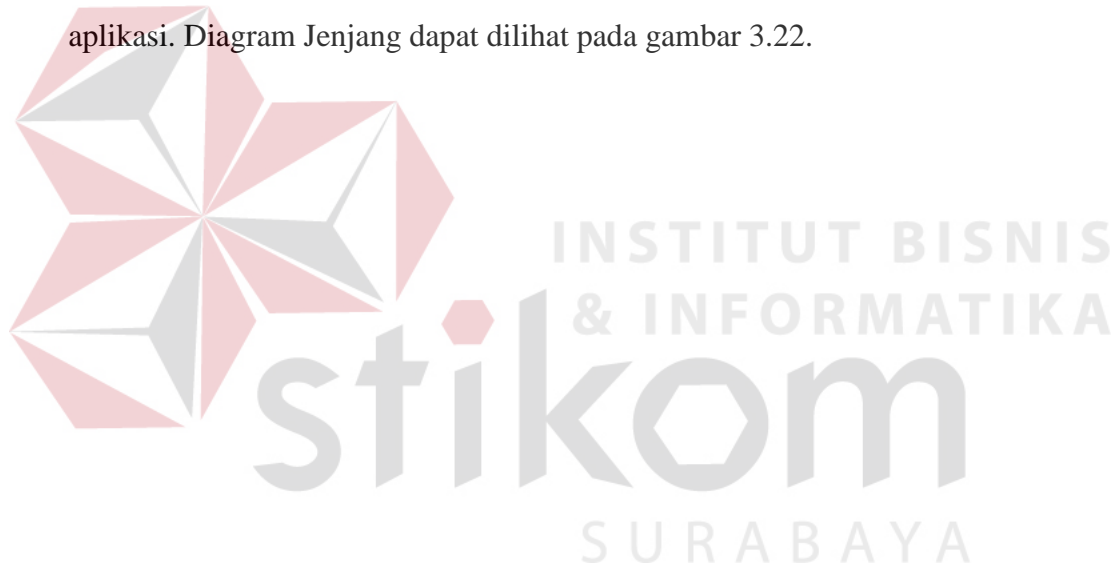 aplikasi. Diagram Jenjang dapat dilihat pada gambar 3.22.
INSTITUT BISNIS
& INFORMATIKA
stikom
SURABAYA